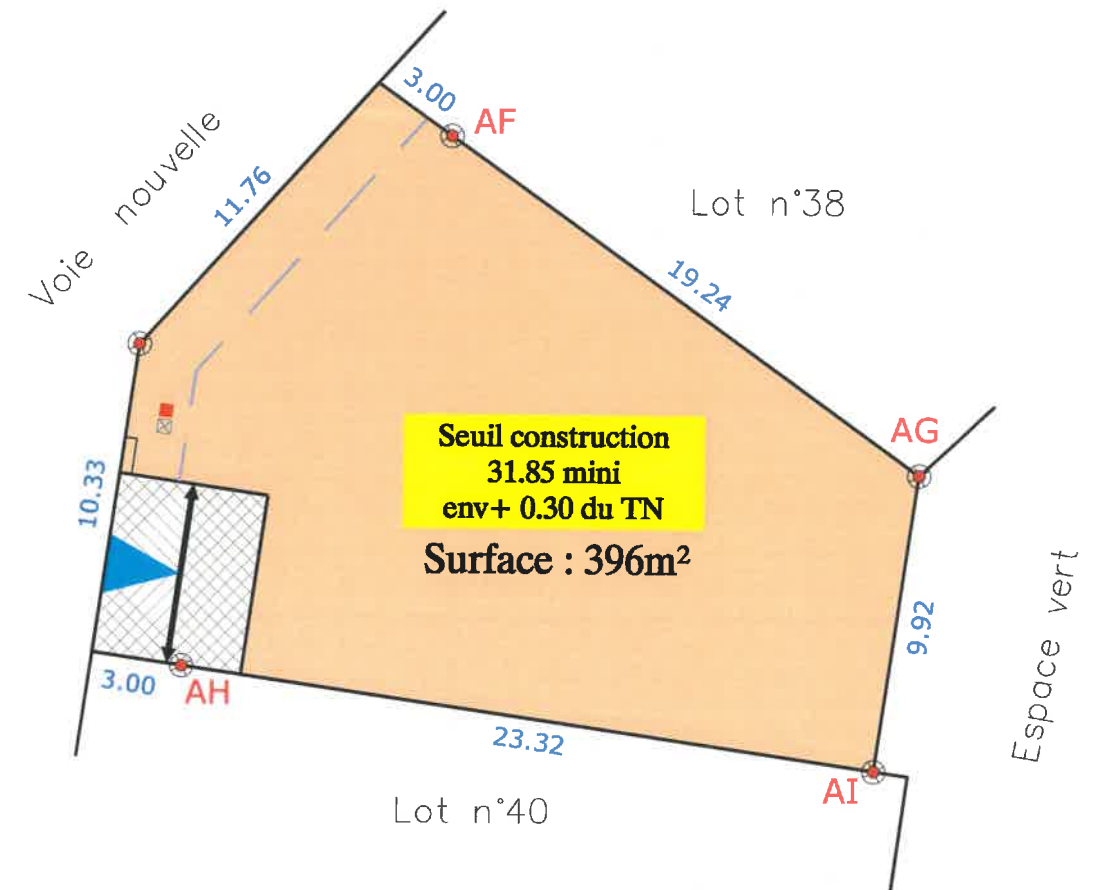 3.00
AF
Voie nouvelle
11.76
Lot n°38
19.24
AG
Seuil construction
31.85 mini
env+ 0.30 du TN
Surface : 396m²
10.33
9.92
Espace vert
3.00
AH
23.32
AI
Lot n°40